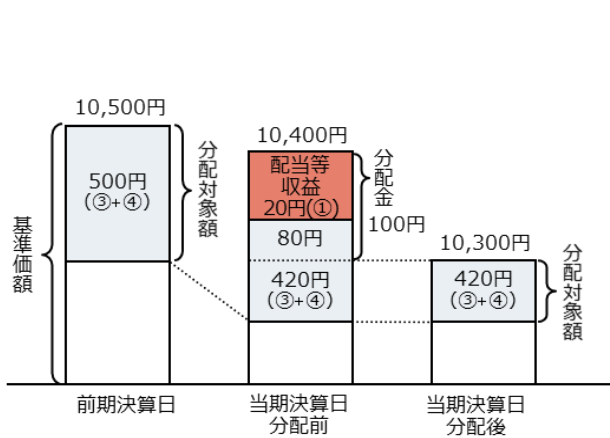 10,500円
500円
(③+④)
分配対象額
基準価額
前期決算日
10,400円
配当等
収益
20円(①)
80円
420円
(③+④)
分配金
100円
当期決算日
分配前
10,300円
420円
(③+④)
分配対象額
当期決算日
分配後